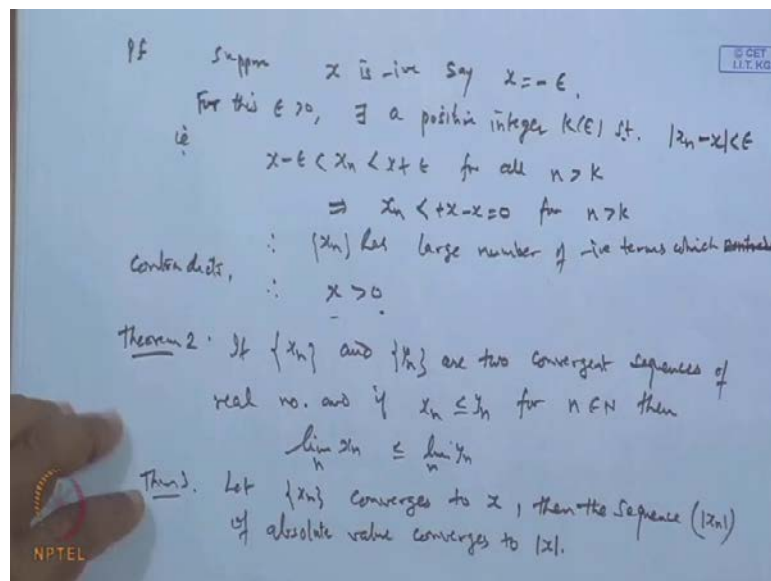 Pf Suppose x is -ive say x = -ϵ.
© CET
I.I.T. KG
For this ϵ>0, ∃ a positive integer K(ϵ) s.t. |xn-x|<ϵ
ie
x-ϵ < xn < x+ϵ for all n > K
⇒ xn < +x-x=0 for n>K
∴ {xn} has large number of -ive terms which
Contradicts,
∴ x > 0.
Theorem 2. If {xn} and {yn} are two convergent sequences of
real no. and if xn ≤ yn for n ∈ N then
lim n xn ≤ lim n yn
Thm 3. Let {xn} converges to x, then the sequence (|xn|)
of absolute value converges to |x|.
NPTEL